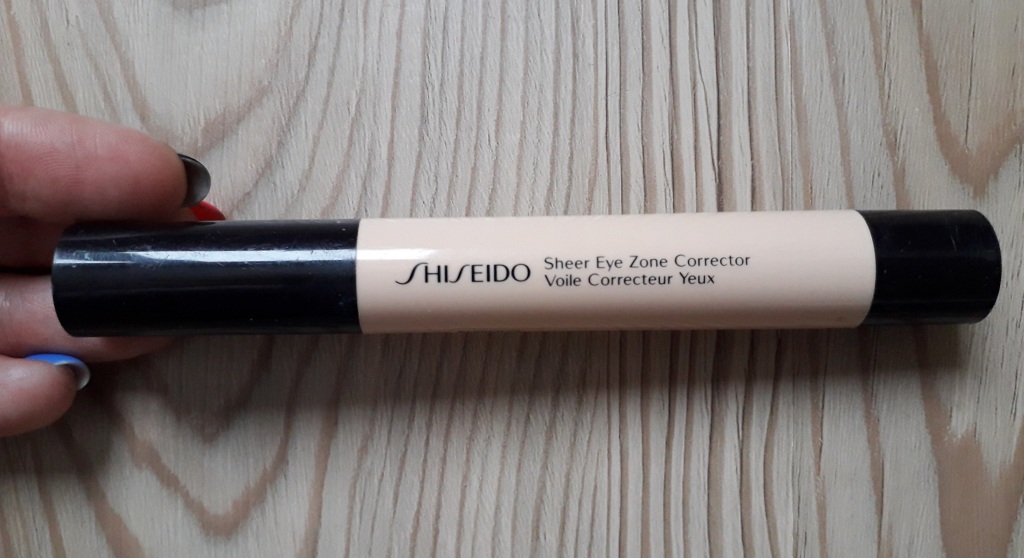 SHISEIDO
Sheer Eye Zone Corrector
Voile Correcteur Yeux